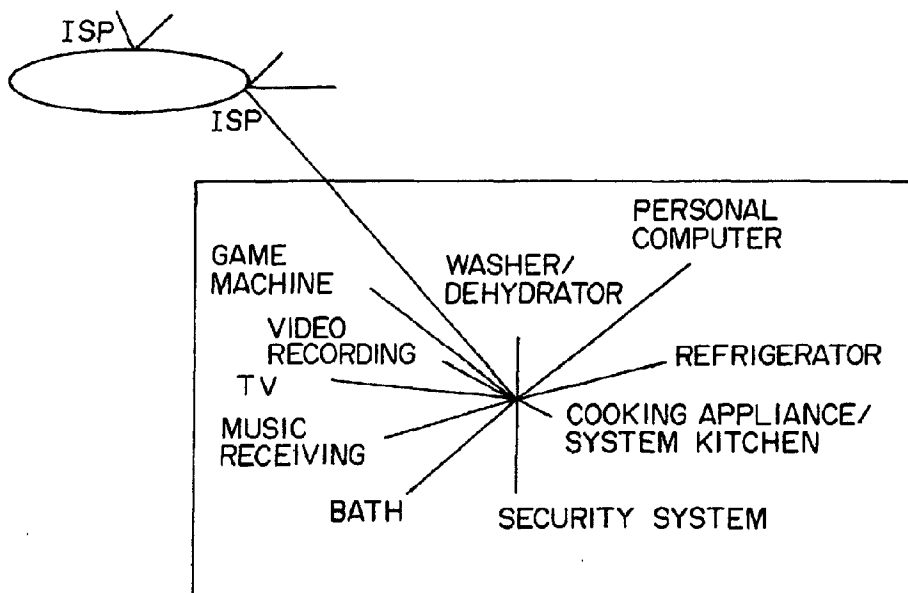 ISP
ISP
PERSONAL
COMPUTER
GAME
MACHINE
WASHER/
DEHYDRATOR
VIDEO
RECORDING
REFRIGERATOR
TV
COOKING APPLIANCE/
SYSTEM KITCHEN
MUSIC
RECEIVING
BATH
SECURITY SYSTEM